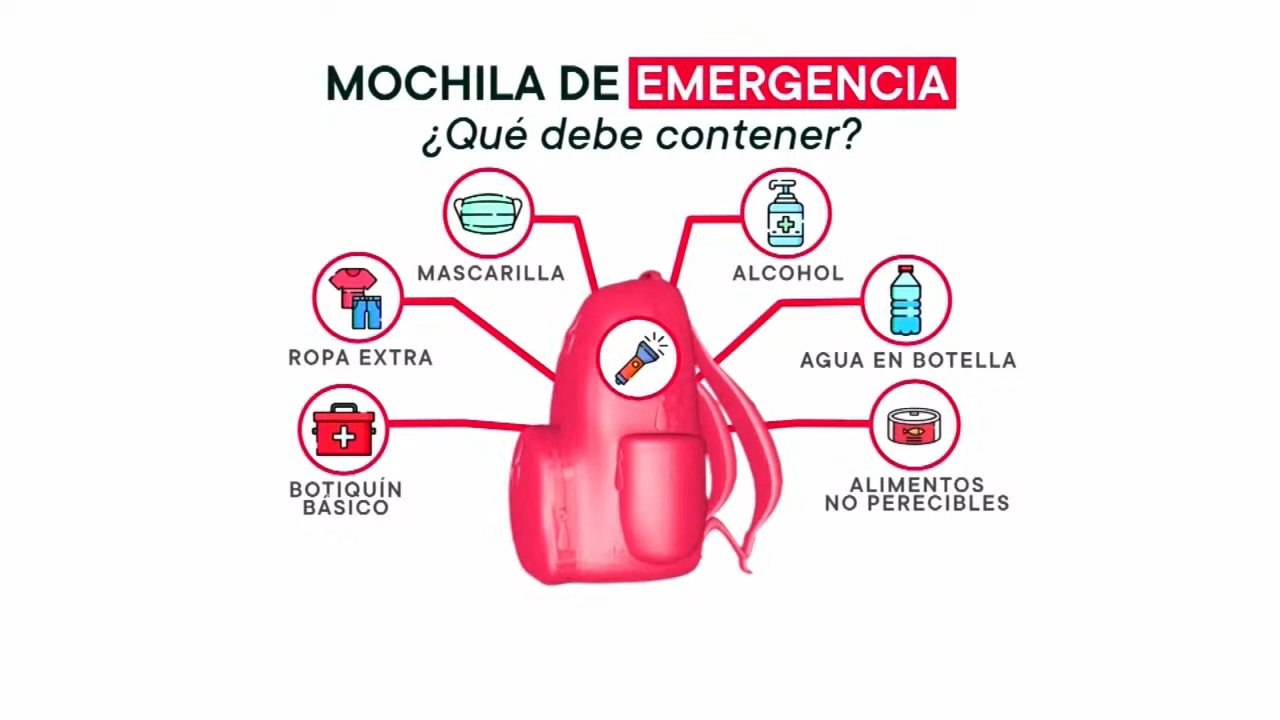 MOCHILA DE EMERGENCIA
¿Qué debe contener?
MASCARILLA
ALCOHOL
ROPA EXTRA
AGUA EN BOTELLA
BOTIQUÍN
BÁSICO
ALIMENTOS
NO PERECIBLES